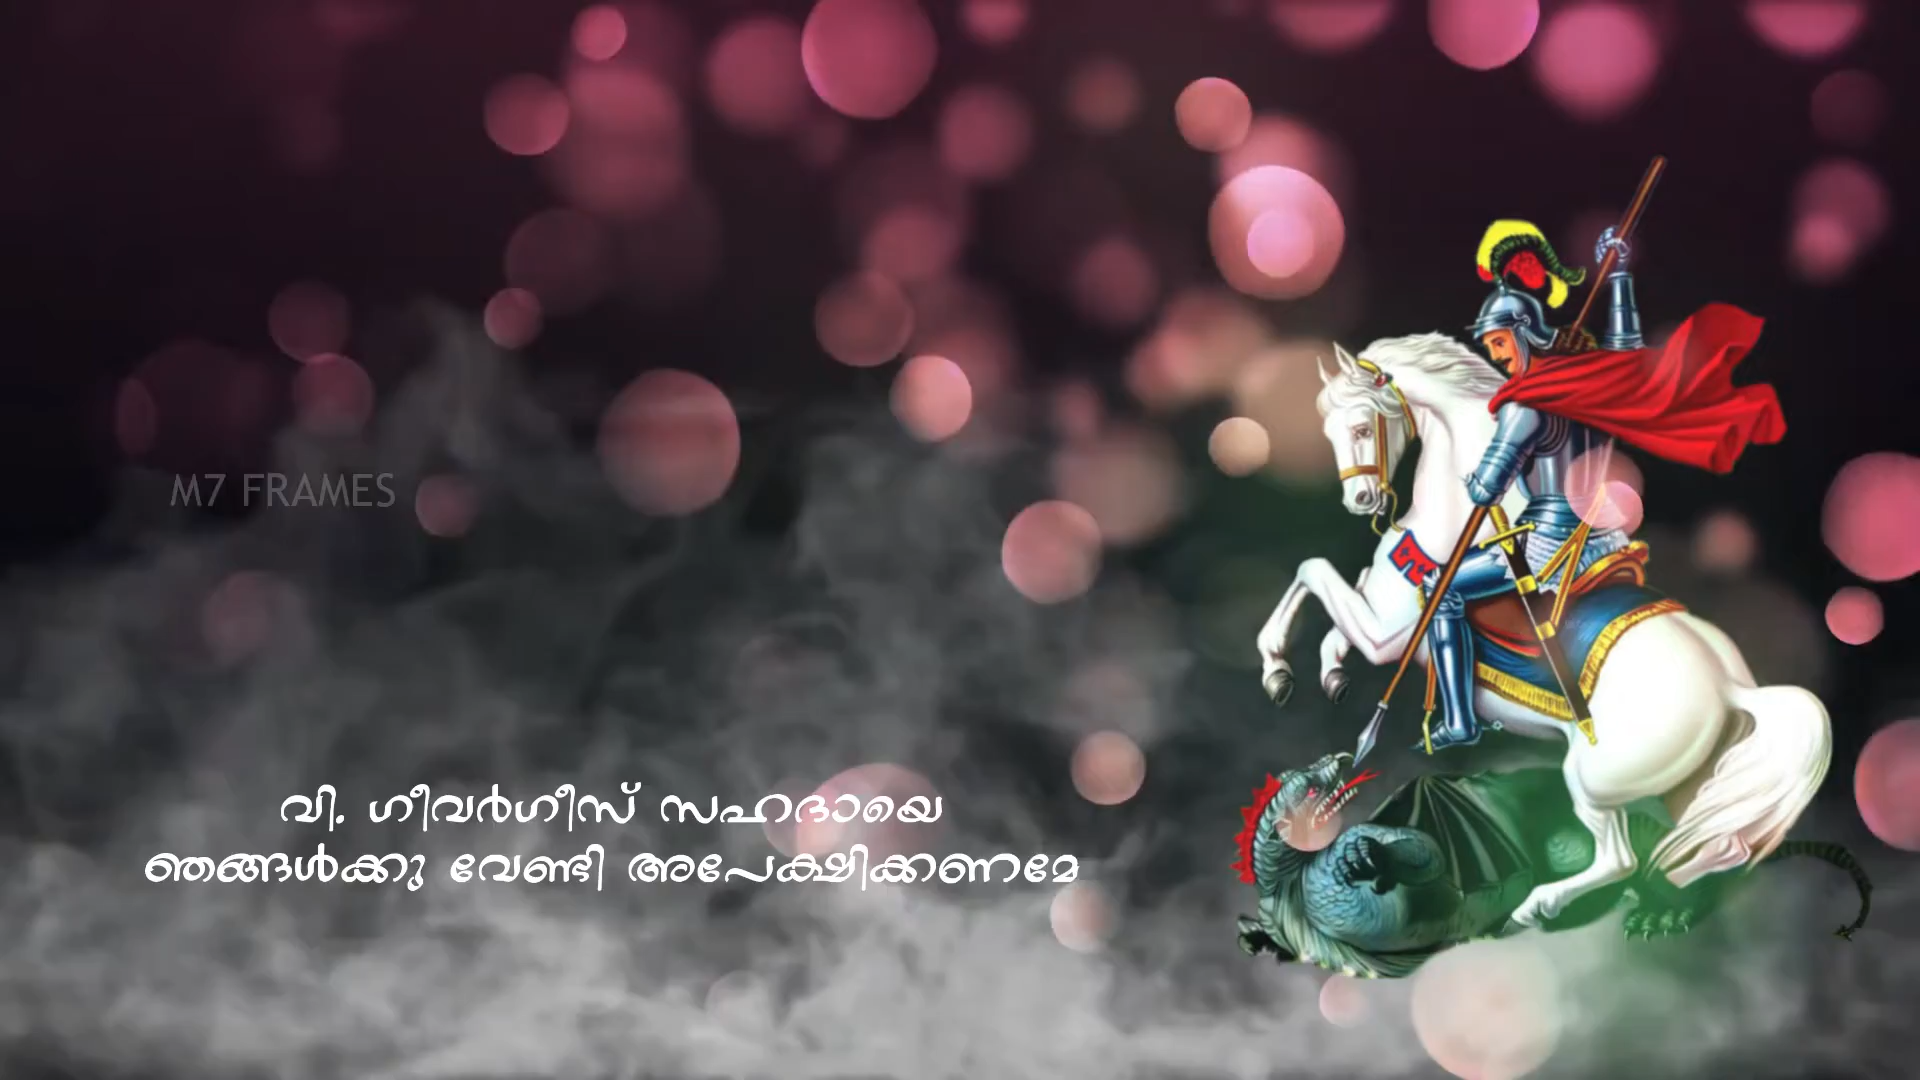 M7 FRAMES
വി. ഗീവർഗീസ് സഹദായെ
ഞങ്ങൾക്കു വേണ്ടി അപേക്ഷിക്കണമേ